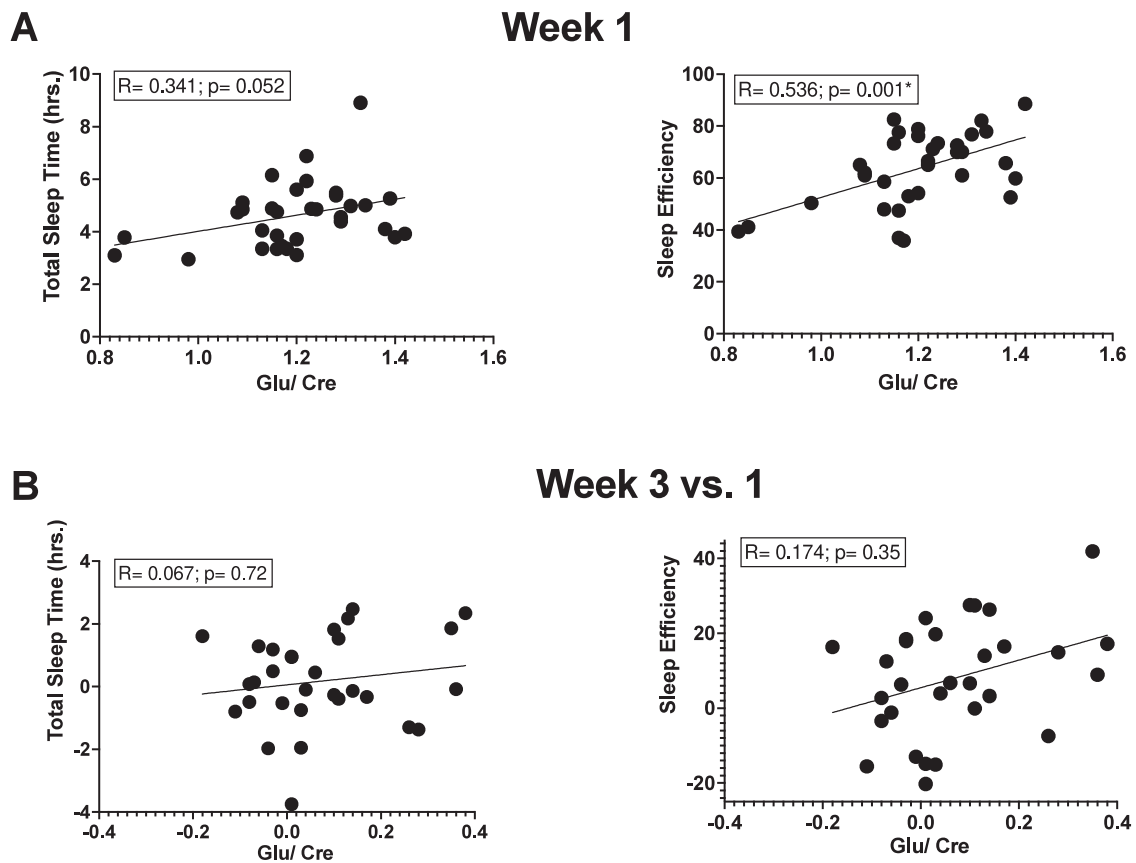 A
Week 1
R= 0.341; p= 0.052
Total Sleep Time (hrs.)
10
8
6
4
2
0
0.8
1.0
1.2
1.4
1.6
Glu/ Cre
R= 0.536; p= 0.001*
Sleep Efficiency
100
80
60
40
20
0
0.8
1.0
1.2
1.4
1.6
Glu/ Cre
B
Week 3 vs. 1
R= 0.067; p= 0.72
Total Sleep Time (hrs.)
4
2
0
-2
-4
-0.4
-0.2
0.0
0.2
0.4
Glu/ Cre
R= 0.174; p= 0.35
Sleep Efficiency
40
20
0
-20
-0.4
-0.2
0.0
0.2
0.4
Glu/ Cre